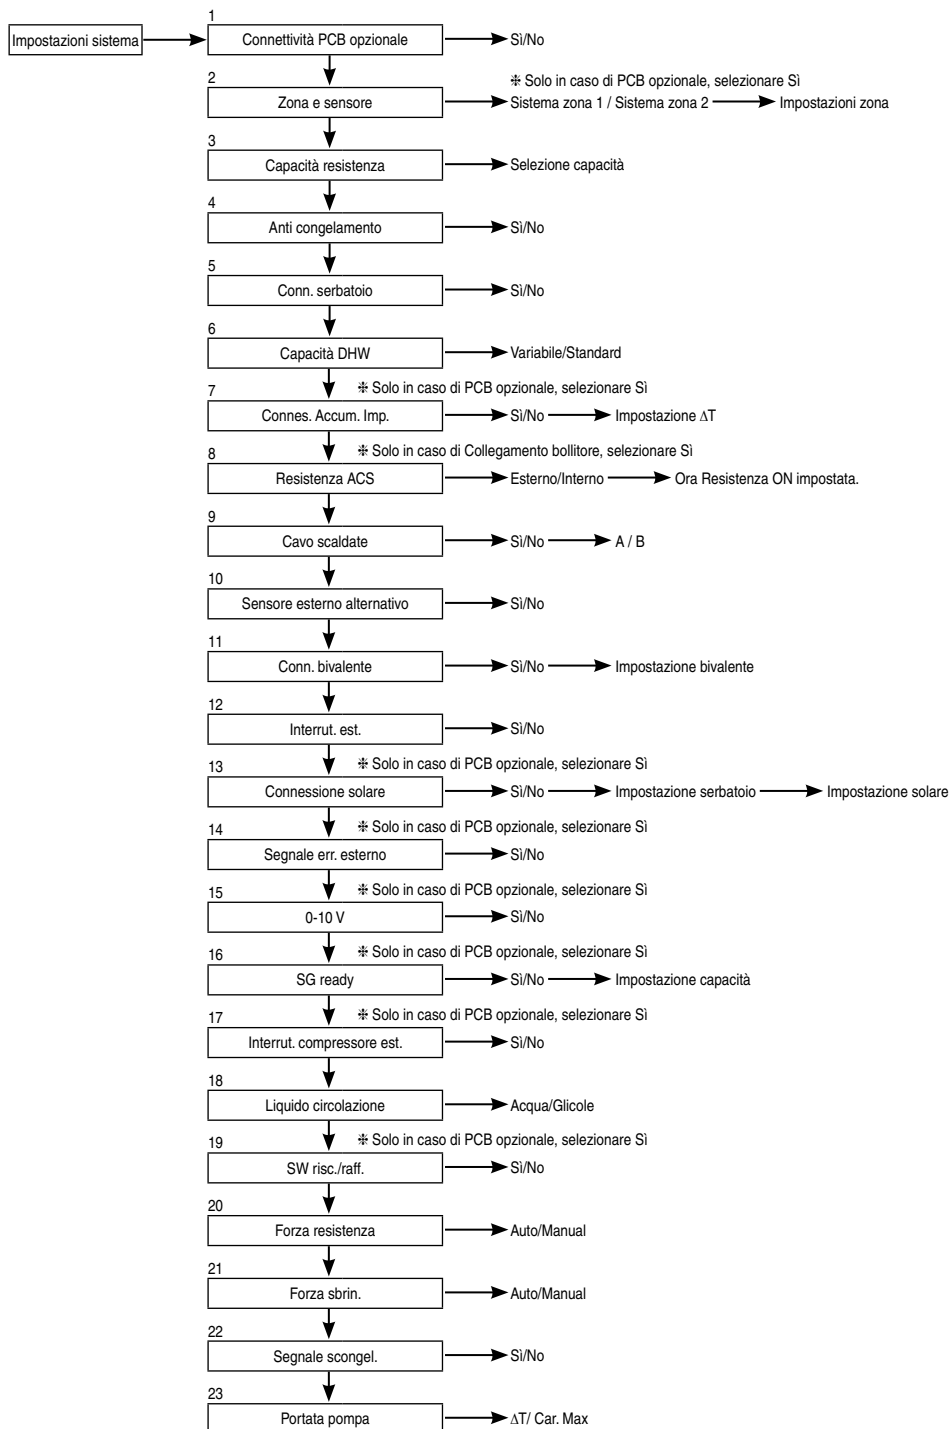 1
Impostazioni sistema
Connettività PCB opzionale
Sì/No
2
❈ Solo in caso di PCB opzionale, selezionare Sì
Zona e sensore
Sistema zona 1 / Sistema zona 2
Impostazioni zona
3
Capacità resistenza
Selezione capacità
4
Anti congelamento
Sì/No
5
Conn. serbatoio
Sì/No
6
Capacità DHW
Variabile/Standard
7
❈ Solo in caso di PCB opzionale, selezionare Sì
Connes. Accum. Imp.
Sì/No
Impostazione ΔT
8
❈ Solo in caso di Collegamento bollitore, selezionare Sì
Resistenza ACS
Esterno/Interno
Ora Resistenza ON impostata.
9
Cavo scaldate
Sì/No
A / B
10
Sensore esterno alternativo
Sì/No
11
Conn. bivalente
Sì/No
Impostazione bivalente
12
Interrut. est.
Sì/No
13
❈ Solo in caso di PCB opzionale, selezionare Sì
Connessione solare
Sì/No
Impostazione serbatoio
Impostazione solare
14
❈ Solo in caso di PCB opzionale, selezionare Sì
Segnale err. esterno
Sì/No
15
❈ Solo in caso di PCB opzionale, selezionare Sì
0-10 V
Sì/No
16
❈ Solo in caso di PCB opzionale, selezionare Sì
SG ready
Sì/No
Impostazione capacità
17
❈ Solo in caso di PCB opzionale, selezionare Sì
Interrut. compressore est.
Sì/No
18
Liquido circolazione
Acqua/Glicole
19
❈ Solo in caso di PCB opzionale, selezionare Sì
SW risc./raff.
Sì/No
20
Forza resistenza
Auto/Manual
21
Forza sbrin.
Auto/Manual
22
Segnale scongel.
Sì/No
23
Portata pompa
ΔT/ Car. Max